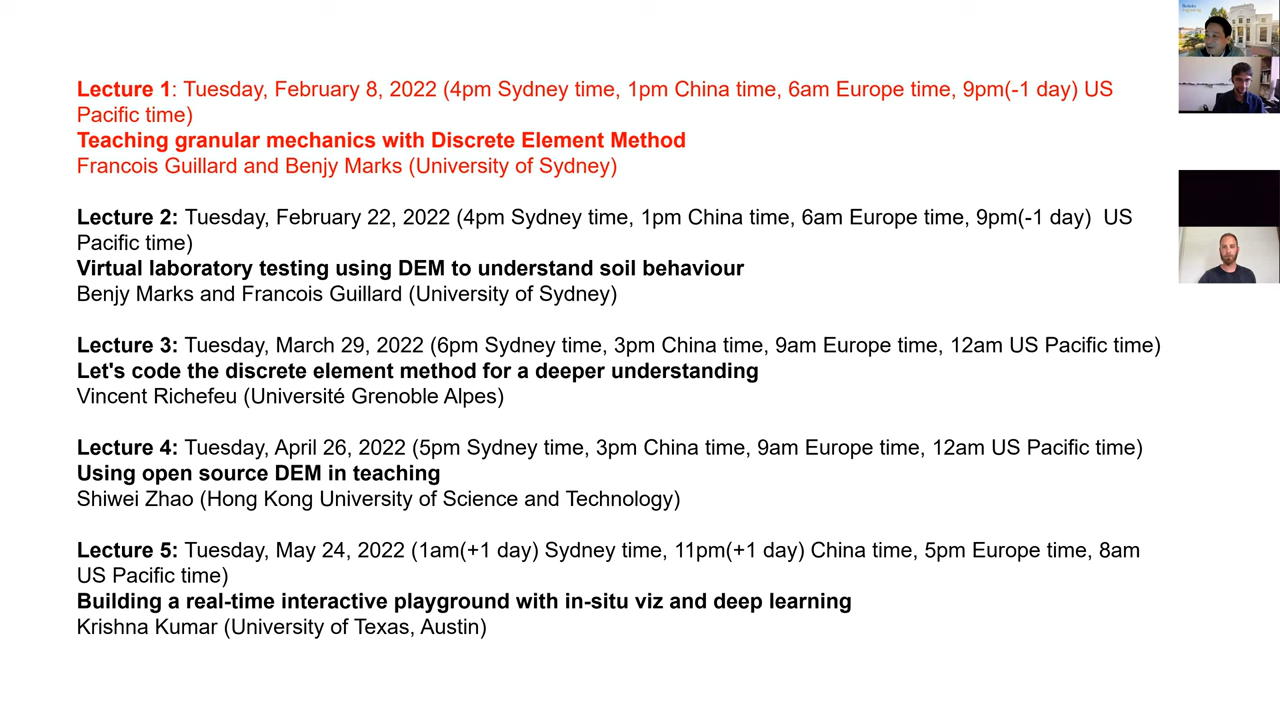 Lecture 1: Tuesday, February 8, 2022 (4pm Sydney time, 1pm China time, 6am Europe time, 9pm(-1 day) US
Pacific time)
Teaching granular mechanics with Discrete Element Method
Francois Guillard and Benjy Marks (University of Sydney)
Lecture 2: Tuesday, February 22, 2022 (4pm Sydney time, 1pm China time, 6am Europe time, 9pm(-1 day)  US
Pacific time)
Virtual laboratory testing using DEM to understand soil behaviour
Benjy Marks and Francois Guillard (University of Sydney)
Lecture 3: Tuesday, March 29, 2022 (6pm Sydney time, 3pm China time, 9am Europe time, 12am US Pacific time)
Let's code the discrete element method for a deeper understanding
Vincent Richefeu (Université Grenoble Alpes)
Lecture 4: Tuesday, April 26, 2022 (5pm Sydney time, 3pm China time, 9am Europe time, 12am US Pacific time)
Using open source DEM in teaching
Shiwei Zhao (Hong Kong University of Science and Technology)
Lecture 5: Tuesday, May 24, 2022 (1am(+1 day) Sydney time, 11pm(+1 day) China time, 5pm Europe time, 8am
US Pacific time)
Building a real-time interactive playground with in-situ viz and deep learning
Krishna Kumar (University of Texas, Austin)